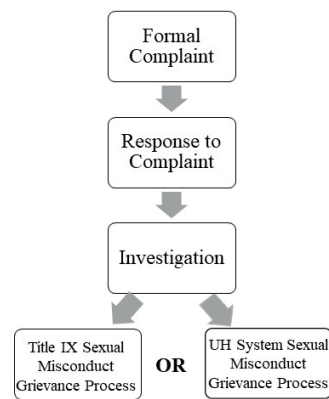 Formal
Complaint
Response to
Complaint
Investigation
Title IX Sexual
Misconduct
Grievance Process
OR
UH System Sexual
Misconduct
Grievance Process